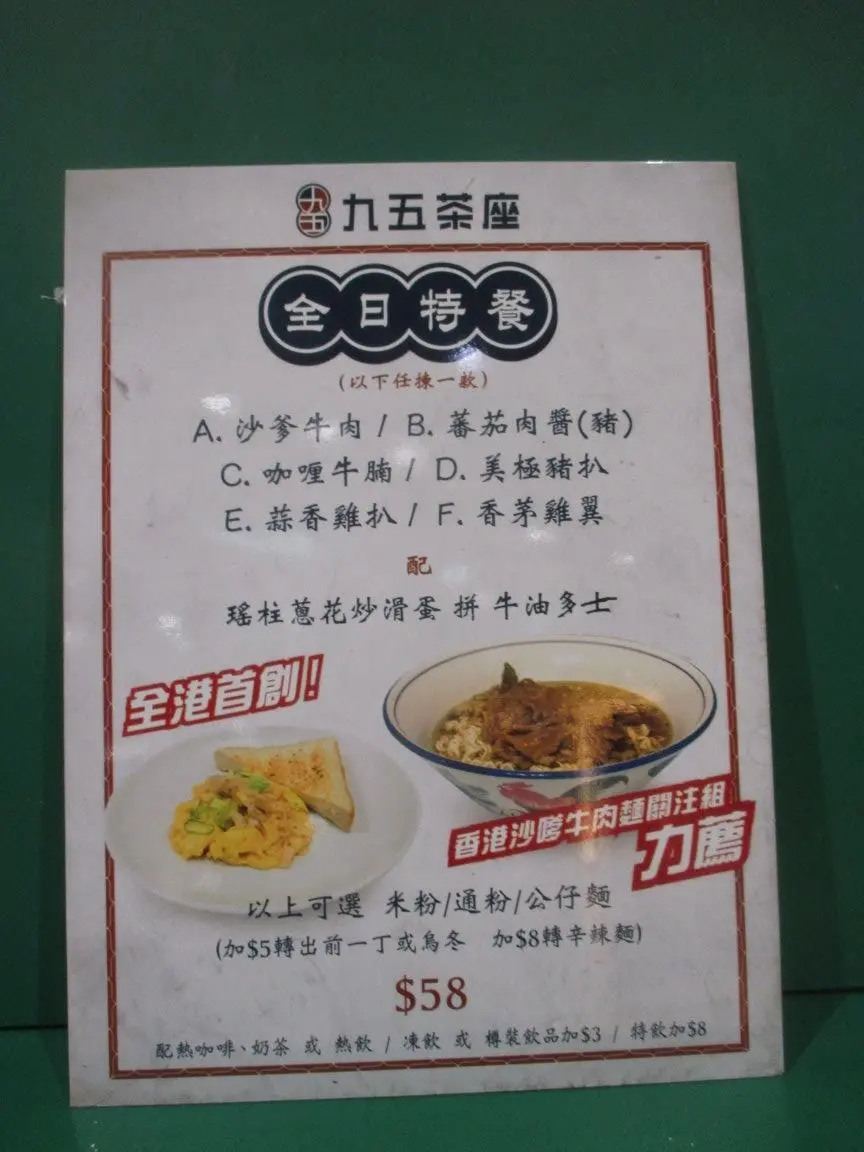 九五 九五茶座
全日特餐
(以下任揀一款)
A. 沙爹牛肉 / B. 蕃茄肉醬(豬)
C. 咖喱牛腩 / D. 美極豬扒
E. 蒜香雞扒 / F. 香茅雞翼
配
瑤柱蔥花炒滑蛋 拼 牛油多士
全港首創!
香港沙嗲牛肉麵關注組
力薦
以上可選 米粉/通粉/公仔麵
(加$5轉出前一丁或烏冬 加$8轉辛辣麵)
$58
配熱咖啡、奶茶 或 熱飲 / 凍飲 或 樽裝飲品加$3 / 特飲加$8